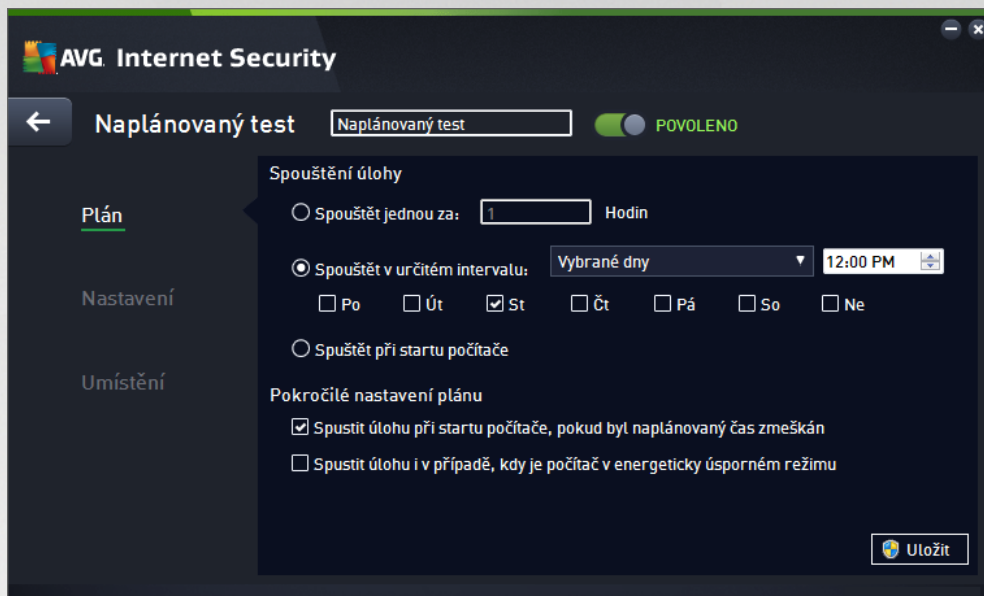 AVG. Internet Security
Naplánovaný test
Naplánovaný test
POVOLENO
Plán
Nastavení
Umístění
Spouštění úlohy
Spouštět jednou za:
1
Hodin
Spouštět v určitém intervalu:
Vybrané dny
12:00 PM
Po Út St Čt Pá So Ne
Spuštět při startu počítače
Pokročilé nastavení plánu
Spustit úlohu při startu počítače, pokud byl naplánovaný čas zmeškán
Spustit úlohu i v případě, kdy je počítač v energeticky úsporném režimu
Uložit